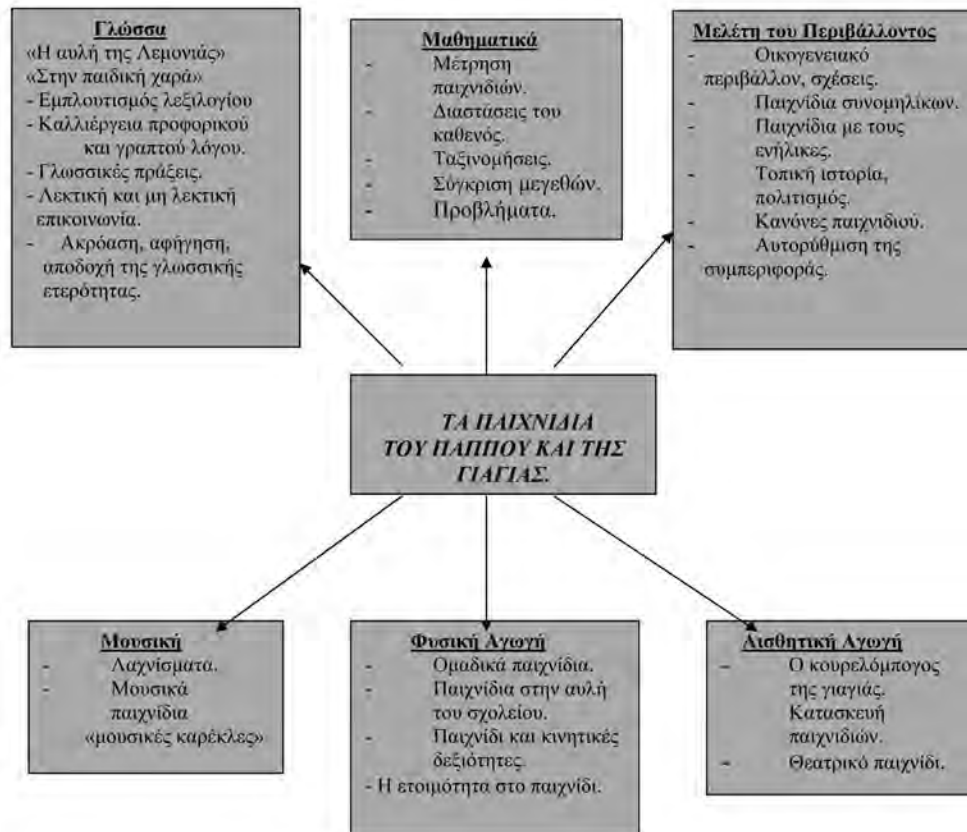 Γλώσσα
«Η αυλή της Λεμονιάς»
«Στην παιδική χαρά»
- Εμπλουτισμός λεξιλογίου
- Καλλιέργεια προφορικού
και γραπτού λόγου.
- Γλωσσικές πράξεις.
- Λεκτική και μη λεκτική
επικοινωνία.
- Ακρόαση, αφήγηση,
αποδοχή της γλωσσικής
ετερότητας.
Μαθηματικά
- Μέτρηση
παιχνιδιών.
- Διαστάσεις του
καθενός.
- Ταξινομήσεις.
- Σύγκριση μεγεθών.
- Προβλήματα.
Μελέτη του Περιβάλλοντος
- Οικογενειακό
περιβάλλον, σχέσεις.
- Παιχνίδια συνομηλίκων.
- Παιχνίδια με τους
ενήλικες.
- Τοπική ιστορία,
πολιτισμός.
- Κανόνες παιχνιδιού.
- Αυτορύθμιση της
συμπεριφοράς.
ΤΑ ΠΑΙΧΝΙΔΙΑ
ΤΟΥ ΠΑΠΠΟΥ ΚΑΙ ΤΗΣ
ΓΙΑΓΙΑΣ.
Μουσική
- Λαχνίσματα.
- Μουσικά
παιχνίδια
«μουσικές καρέκλες»
Φυσική Αγωγή
- Ομαδικά παιχνίδια.
- Παιχνίδια στην αυλή
του σχολείου.
- Παιχνίδι και κινητικές
δεξιότητες.
- Η ετοιμότητα στο παιχνίδι.
Αισθητική Αγωγή
- Ο κουρελόμπογος
της γιαγιάς.
Κατασκευή
παιχνιδιών.
- Θεατρικό παιχνίδι.